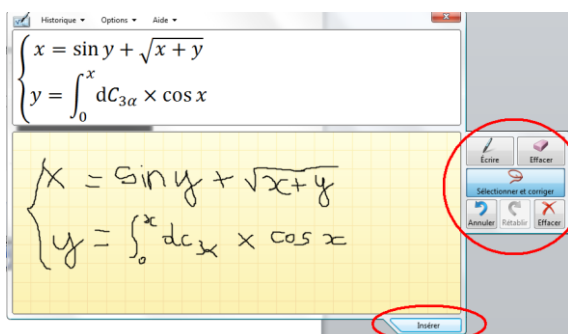 Historique Options Aide
x = sin y + √(x + y)
y = ∫₀ˣ dC₃α × cos x
x = sin y + √(x+y)
y = ∫₀ˣ dc₃α × cos x
Écrire Effacer
Sélectionner et corriger
Annuler Rétablir Effacer
Insérer